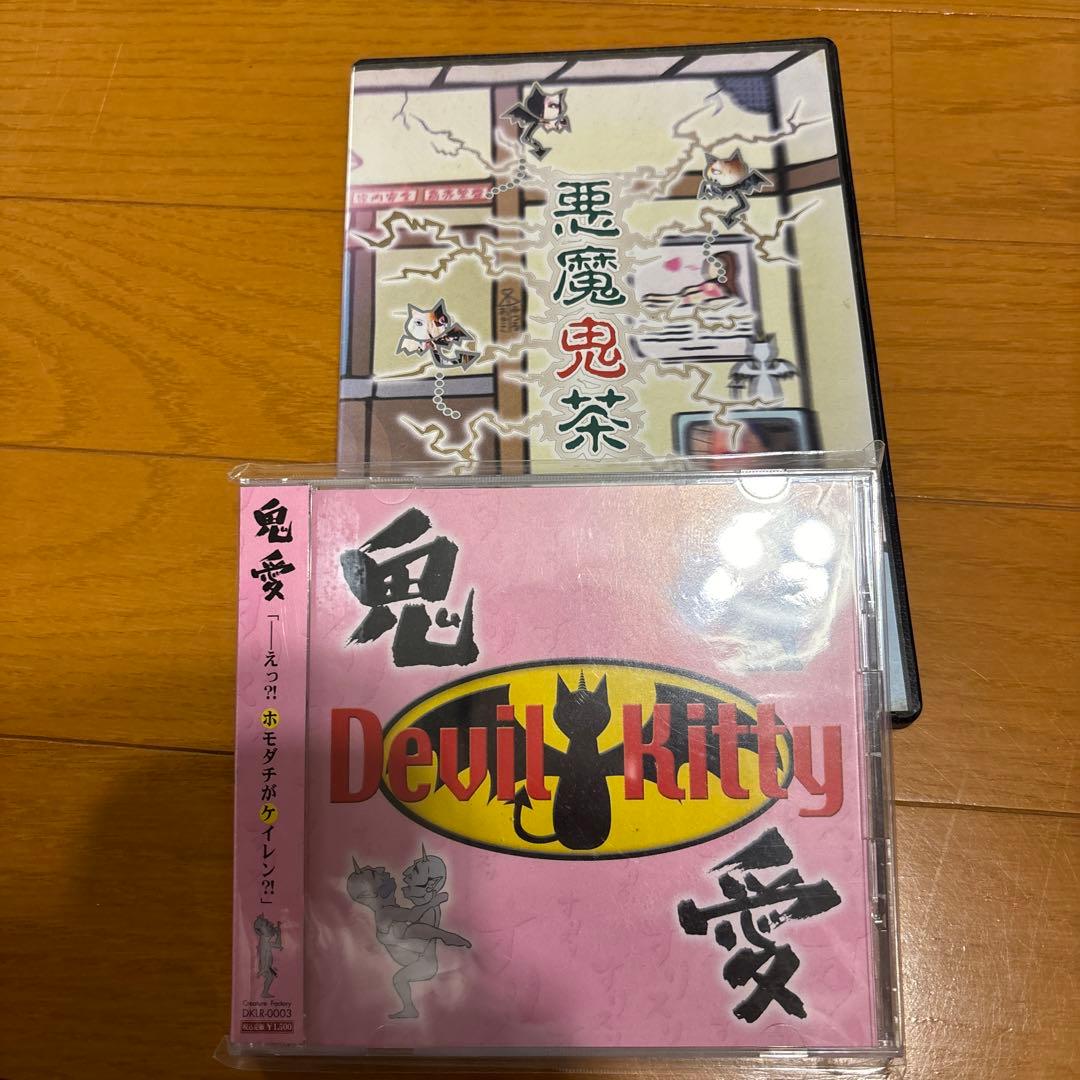 悪魔鬼茶
鬼愛
「――えっ?!ホモダチがケイレン?!」
Creature Factory
DKLR-0003
税込定価￥1,500
鬼
Devil Kitty
愛